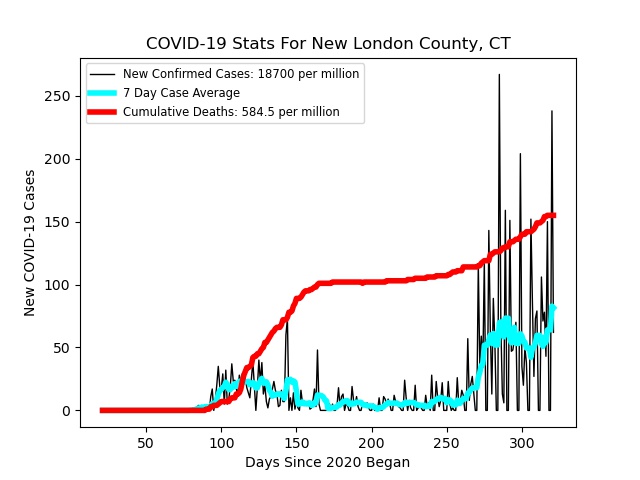 COVID-19 Stats For New London County, CT
New Confirmed Cases: 18700 per million
7 Day Case Average
Cumulative Deaths: 584.5 per million
New COVID-19 Cases
250
200
150
100
50
0
50 100 150 200 250 300
Days Since 2020 Began